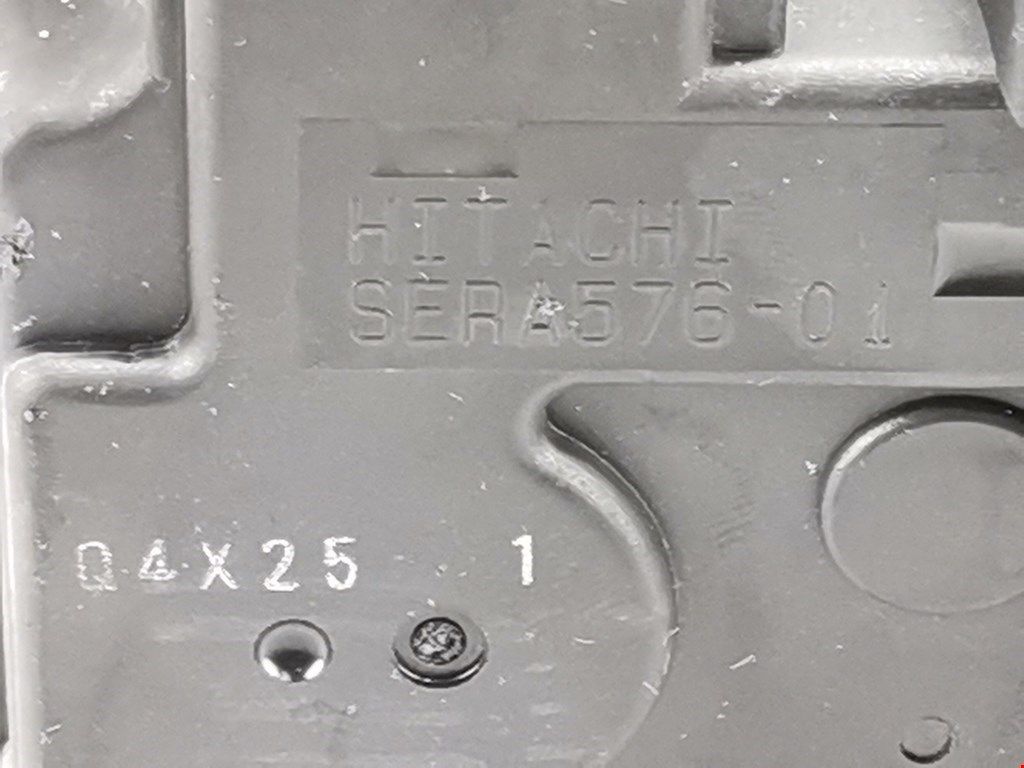 HITACHI
SERA576-01
Q4X25 1